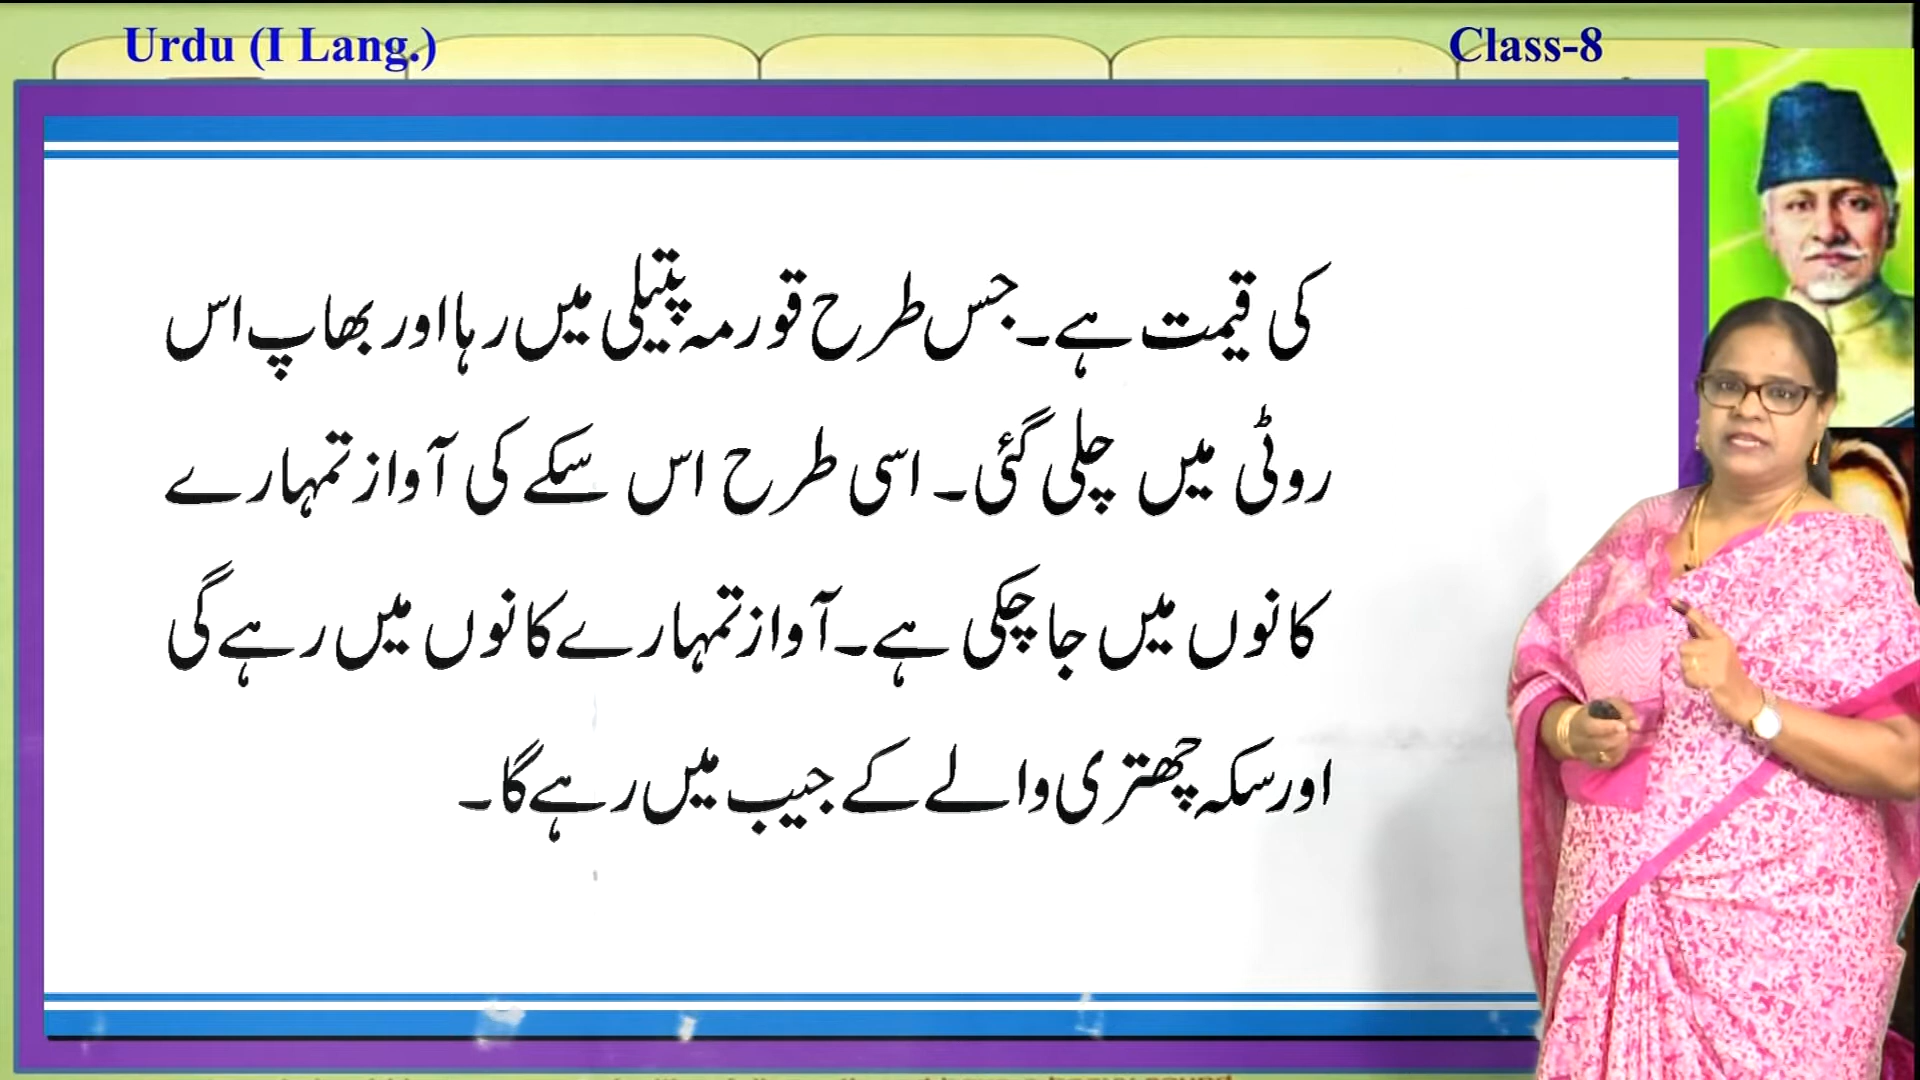 Urdu (I Lang.)
Class-8
کی قیمت ہے۔ جس طرح قورمہ پتیلی میں رہا اور بھاپ اس
روٹی میں چلی گئی۔ اسی طرح اس سکے کی آواز تمہارے
کانوں میں جا چکی ہے۔ آواز تمہارے کانوں میں رہے گی
اور سکہ چھتری والے کے جیب میں رہے گا۔